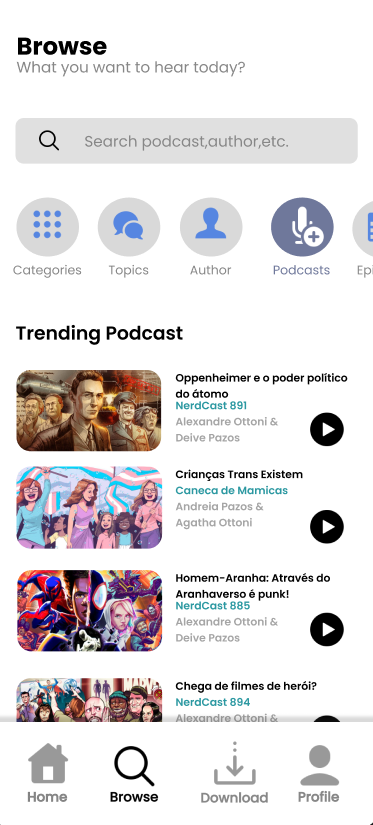 Browse
What you want to hear today?
Search podcast,author,etc.
Categories
Topics
Author
Podcasts
Epi
Trending Podcast
Oppenheimer e o poder político
do átomo
NerdCast 891
Alexandre Ottoni &
Deive Pazos
Crianças Trans Existem
Caneca de Mamicas
Andreia Pazos &
Agatha Ottoni
Homem-Aranha: Através do
Aranhaverso é punk!
NerdCast 885
Alexandre Ottoni &
Deive Pazos
Chega de filmes de herói?
NerdCast 894
Alexandre Ottoni &
Home
Browse
Download
Profile